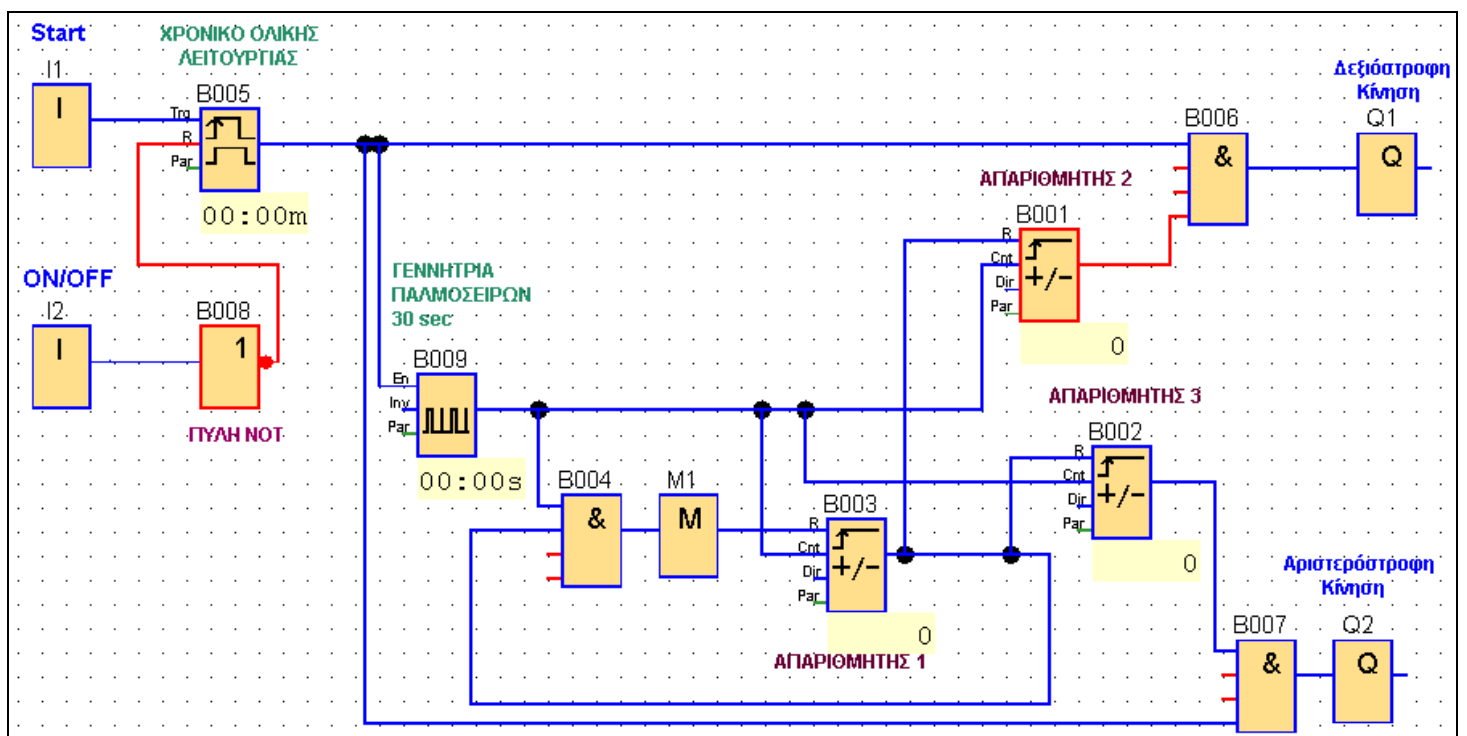 Start
ΧΡΟΝΙΚΟ ΟΛΙΚΗΣ
ΛΕΙΤΟΥΡΓΙΑΣ
I1
I
B005
Trg
R
Par
00:00m
ON/OFF
I2
I
B008
1
ΠΥΛΗ NOT
ΓΕΝΝΗΤΡΙΑ
ΠΑΛΜΟΣΕΙΡΩΝ
30 sec
B009
En
Inv
Par
00:00s
B004
&
M1
M
B003
R
Cnt
Dir
Par
+/-
0
ΑΠΑΡΙΘΜΗΤΗΣ 1
ΑΠΑΡΙΘΜΗΤΗΣ 2
B001
R
Cnt
Dir
Par
+/-
0
ΑΠΑΡΙΘΜΗΤΗΣ 3
B002
R
Cnt
Dir
Par
+/-
0
B006
&
Δεξιόστροφη
Κίνηση
Q1
Q
Αριστερόστροφη
Κίνηση
B007
&
Q2
Q